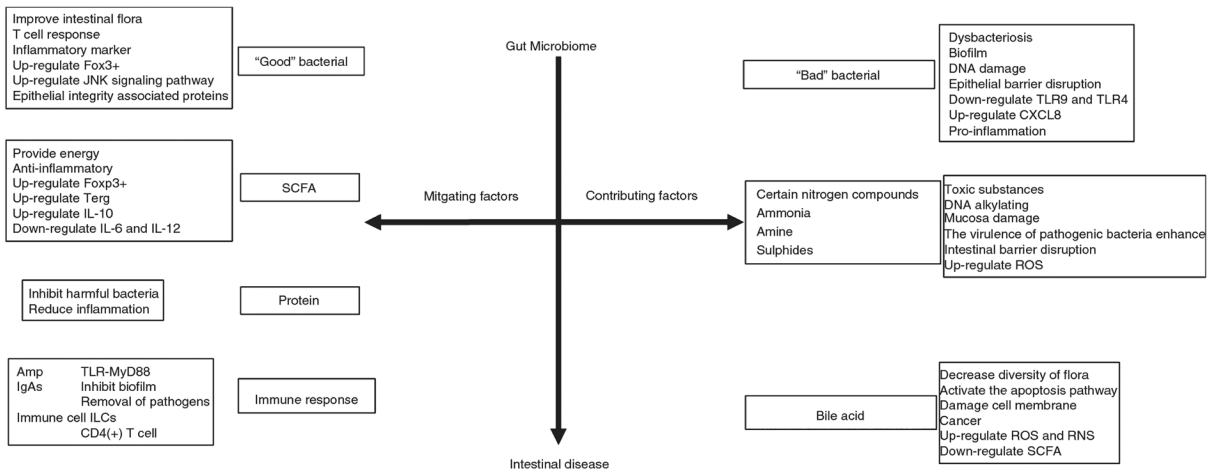 Improve intestinal flora
T cell response
Inflammatory marker
Up-regulate Fox3+
Up-regulate JNK signaling pathway
Epithelial integrity associated proteins
“Good” bacterial
Provide energy
Anti-inflammatory
Up-regulate Foxp3+
Up-regulate Terg
Up-regulate IL-10
Down-regulate IL-6 and IL-12
SCFA
Inhibit harmful bacteria
Reduce inflammation
Protein
Amp TLR-MyD88
IgAs Inhibit biofilm
Removal of pathogens
Immune cell ILCs
CD4(+) T cell
Immune response
Gut Microbiome
Mitgating factors
Contributing factors
Intestinal disease
“Bad” bacterial
Dysbacteriosis
Biofilm
DNA damage
Epithelial barrier disruption
Down-regulate TLR9 and TLR4
Up-regulate CXCL8
Pro-inflammation
Certain nitrogen compounds
Ammonia
Amine
Sulphides
Toxic substances
DNA alkylating
Mucosa damage
The virulence of pathogenic bacteria enhance
Intestinal barrier disruption
Up-regulate ROS
Bile acid
Decrease diversity of flora
Activate the apoptosis pathway
Damage cell membrane
Cancer
Up-regulate ROS and RNS
Down-regulate SCFA